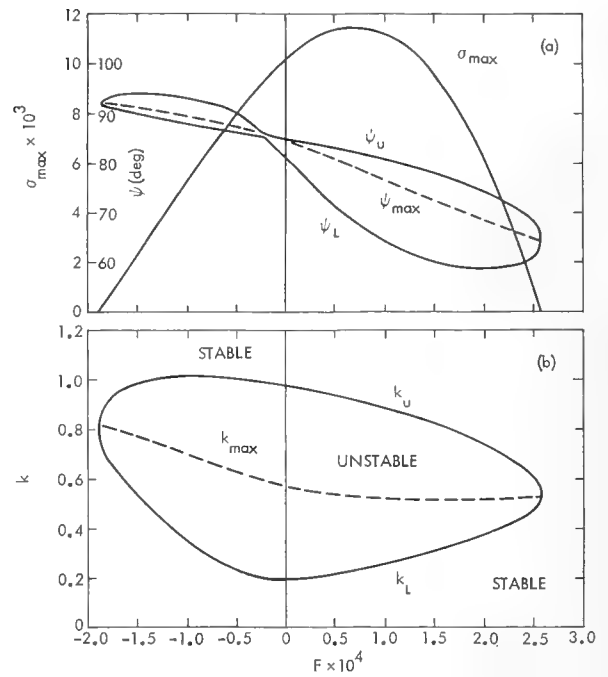 12
(a)
100
σmax
10
8
90
ψU
σmax × 10³
ψ (deg)
6
80
ψmax
4
70
ψL
2
60
0
1.2
STABLE
(b)
1.0
kU
0.8
kmax
UNSTABLE
k
0.6
0.4
0.2
kL
STABLE
0
-2.0 -1.5 -1.0 -0.5 0 0.5 1.0 1.5 2.0 2.5 3.0
F × 10⁴